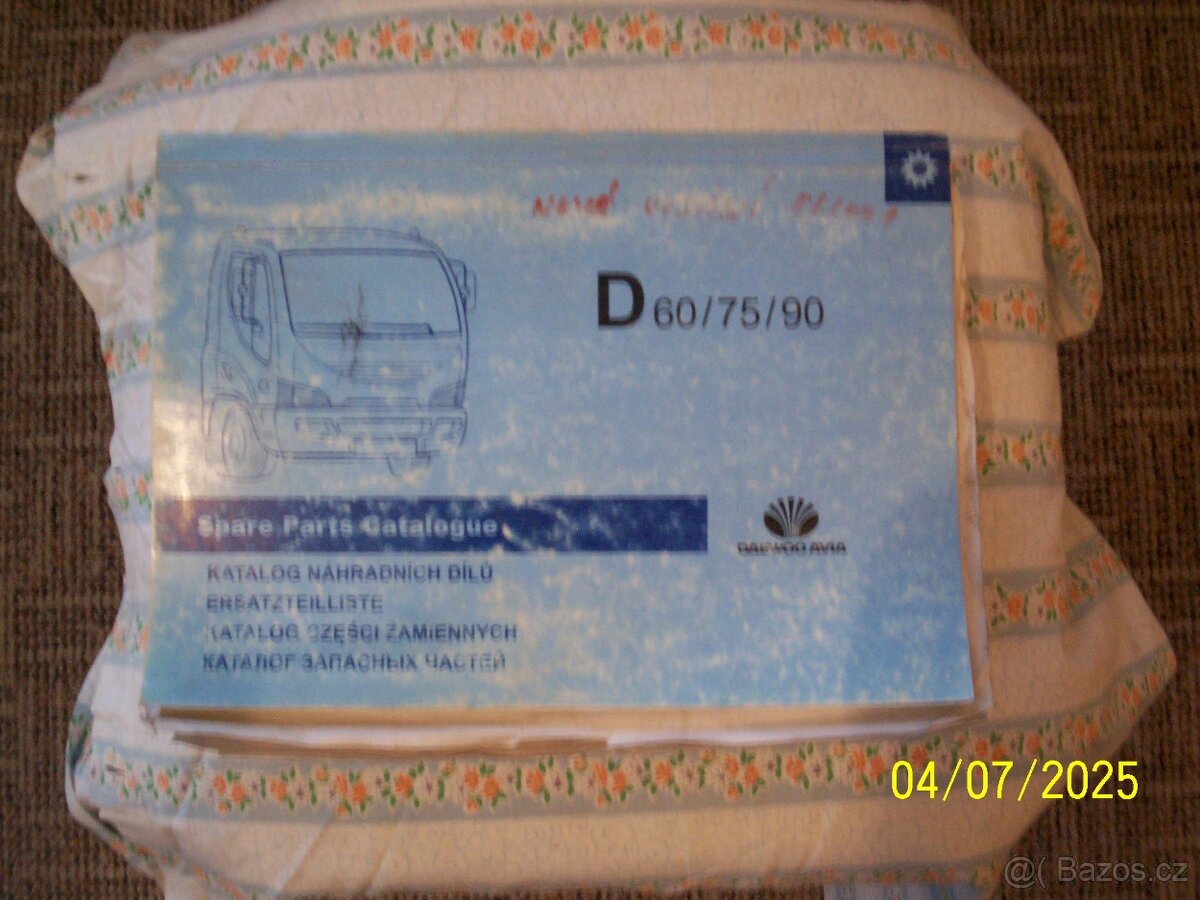 D 60/75/90
Spare Parts Catalogue
DAEWOO AVIA
KATALOG NÁHRADNÍCH DÍLŮ
ERSATZTEILLISTE
KATALOG CZĘŚCI ZAMIENNYCH
КАТАЛОГ ЗАПАСНЫХ ЧАСТЕЙ
04/07/2025
@( Bazos.cz